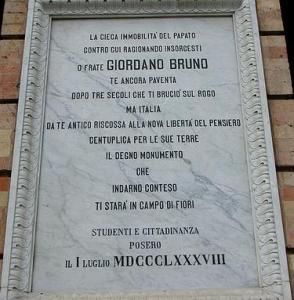 LA CIECA IMMOBILITA' DEL PAPATO
CONTRO CUI RAGIONANDO INSORGESTI
O FRATE GIORDANO BRUNO
TE ANCORA PAVENTA
DOPO TRE SECOLI CHE TI BRUCIÒ SUL ROGO
MA ITALIA
DA TE ANTICO RISCOSSA ALLA NOVA LIBERTÀ DEL PENSIERO
CENTUPLICA PER LE SUE TERRE
IL DEGNO MONUMENTO
CHE
INDARNO CONTESO
TI STARÀ IN CAMPO DI FIORI
STUDENTI E CITTADINANZA
POSERO
IL I LUGLIO MDCCCLXXXVIII